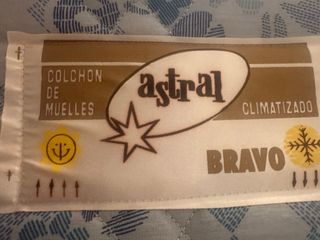 COLCHON
DE
MUELLES
astral
CLIMATIZADO
BRAVO